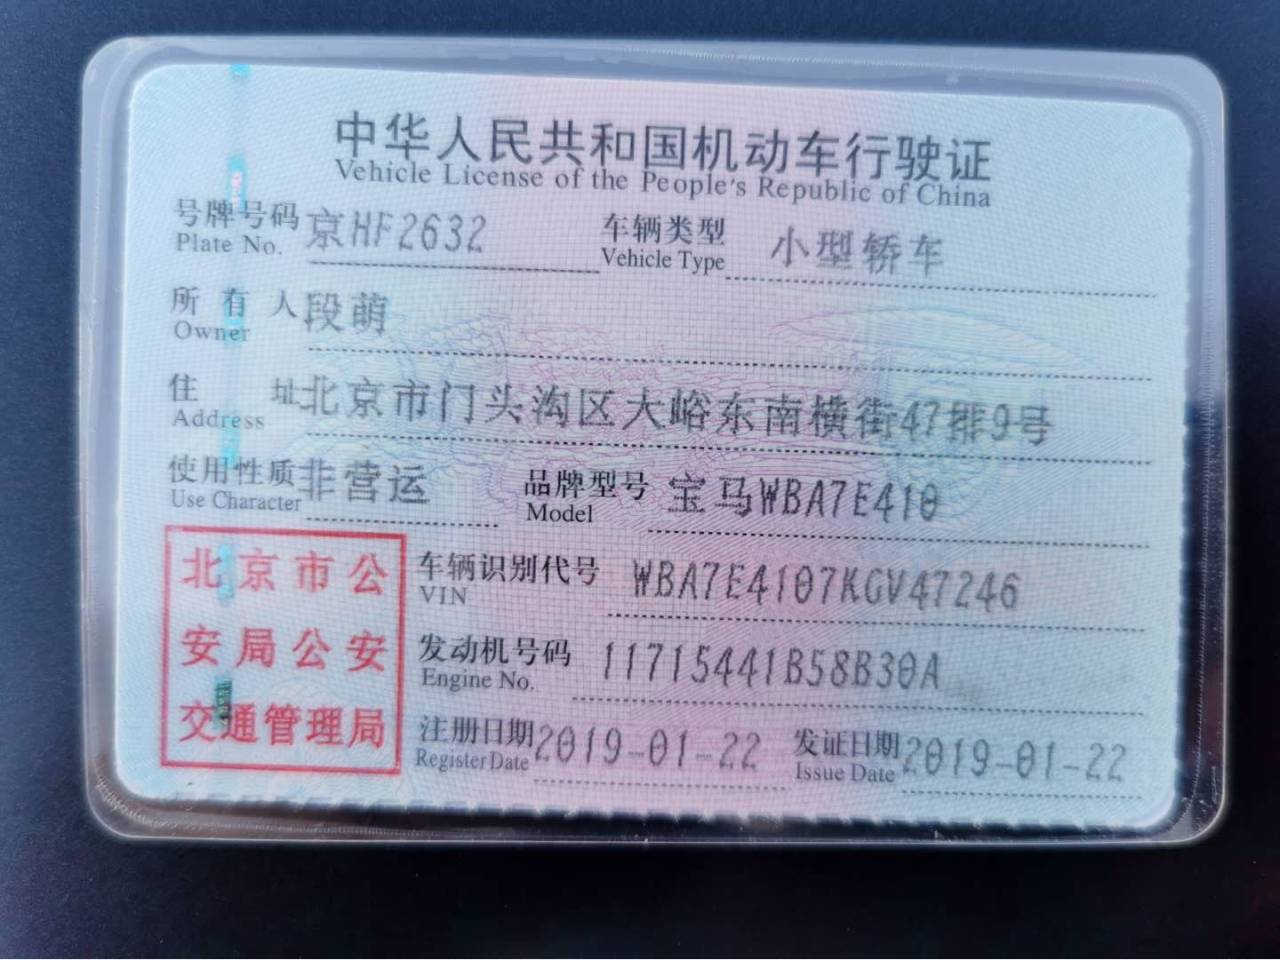 中华人民共和国机动车行驶证
Vehicle License of the People's Republic of China
号牌号码 京HF2632 车辆类型 小型轿车
Plate No. Vehicle Type
所有人 段萌
Owner
住址 北京市门头沟区大峪东南横街47排9号
Address
使用性质 非营运 品牌型号 宝马WBA7E410
Use Character Model
北京市公
安局公安
交通管理局
车辆识别代号 WBA7E4107KGV47246
VIN
发动机号码 11715441B58B30A
Engine No.
注册日期 2019-01-22 发证日期 2019-01-22
Register Date Issue Date